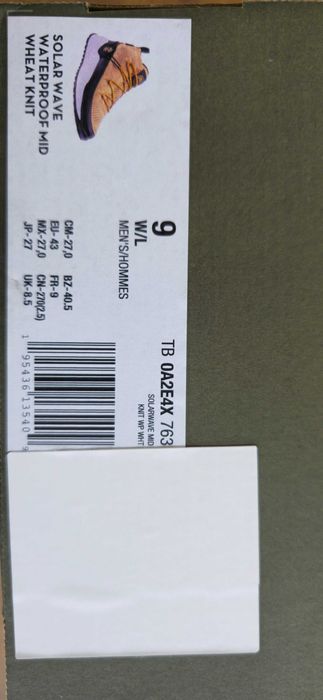 SOLAR WAVE
WATERPROOF MID
WHEAT KNIT
9
W/L
MEN'S/HOMMES
CM-27,0 BZ-40.5
EU-43 FR-9
MX-27,0 CN-270(2.5)
JP-27 UK-8.5
TB 0A2E4X 763
SOLARWAVE MID
KNIT WP WHT
1 95436 13540 9